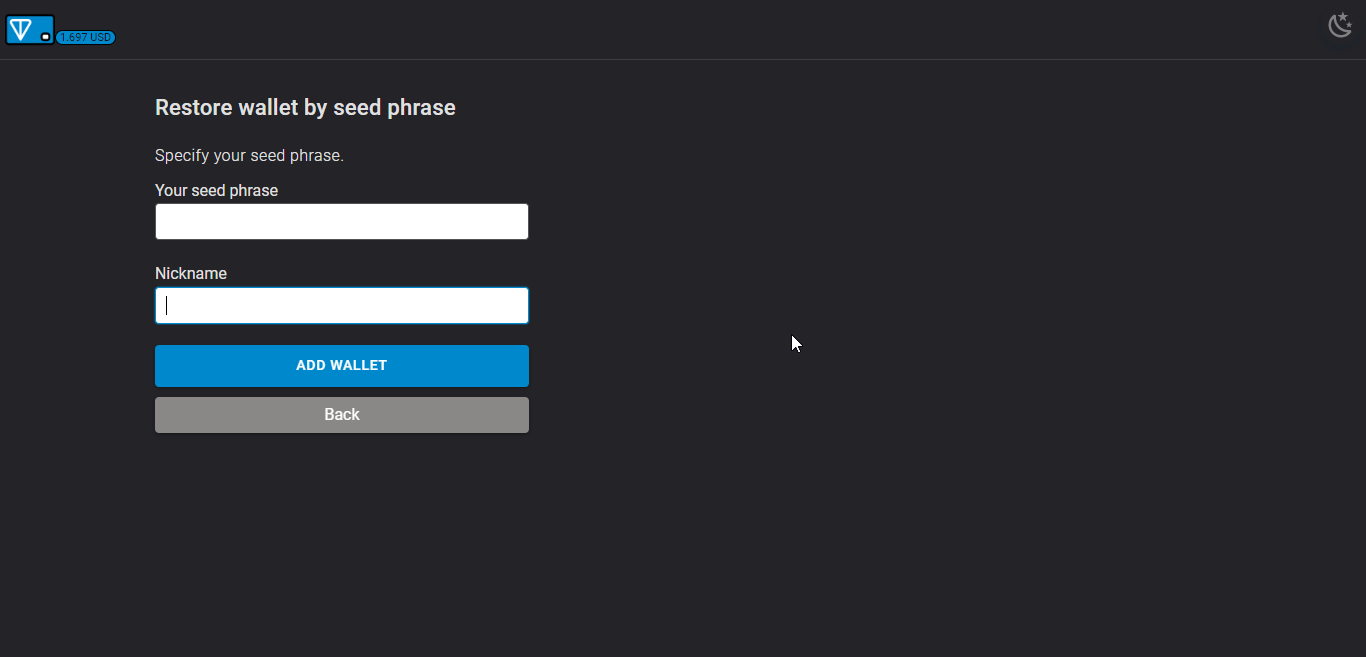 1.697 USD
Restore wallet by seed phrase
Specify your seed phrase.
Your seed phrase
Nickname
ADD WALLET
Back